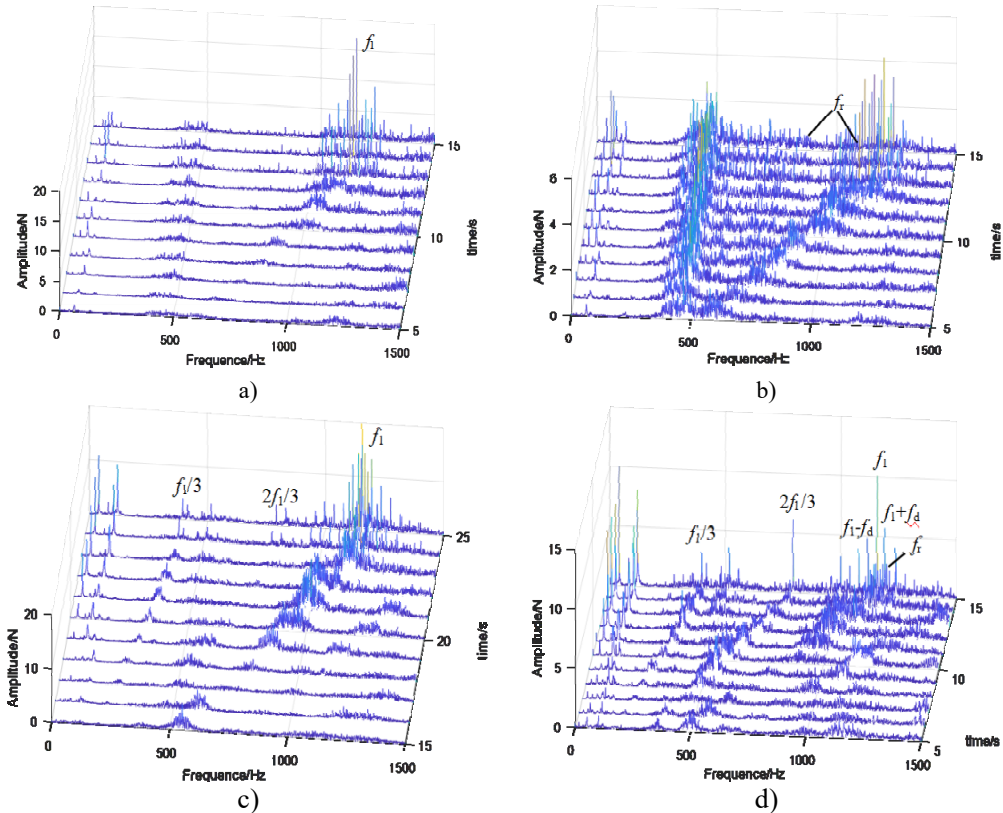 f1
20
15
10
5
0
Amplitude/N
0
500
1000
1500
Frequence/Hz
5
10
15
time/s
a)
fr
6
4
2
0
Amplitude/N
0
500
1000
1500
Frequence/Hz
5
10
15
time/s
b)
f1
f1/3
2f1/3
20
10
0
Amplitude/N
0
500
1000
1500
Frequence/Hz
15
20
25
time/s
c)
f1
2f1/3
f1/3
f1-fd
f1+fd
fr
15
10
5
0
Amplitude/N
0
500
1000
1500
Frequence/Hz
5
10
15
time/s
d)